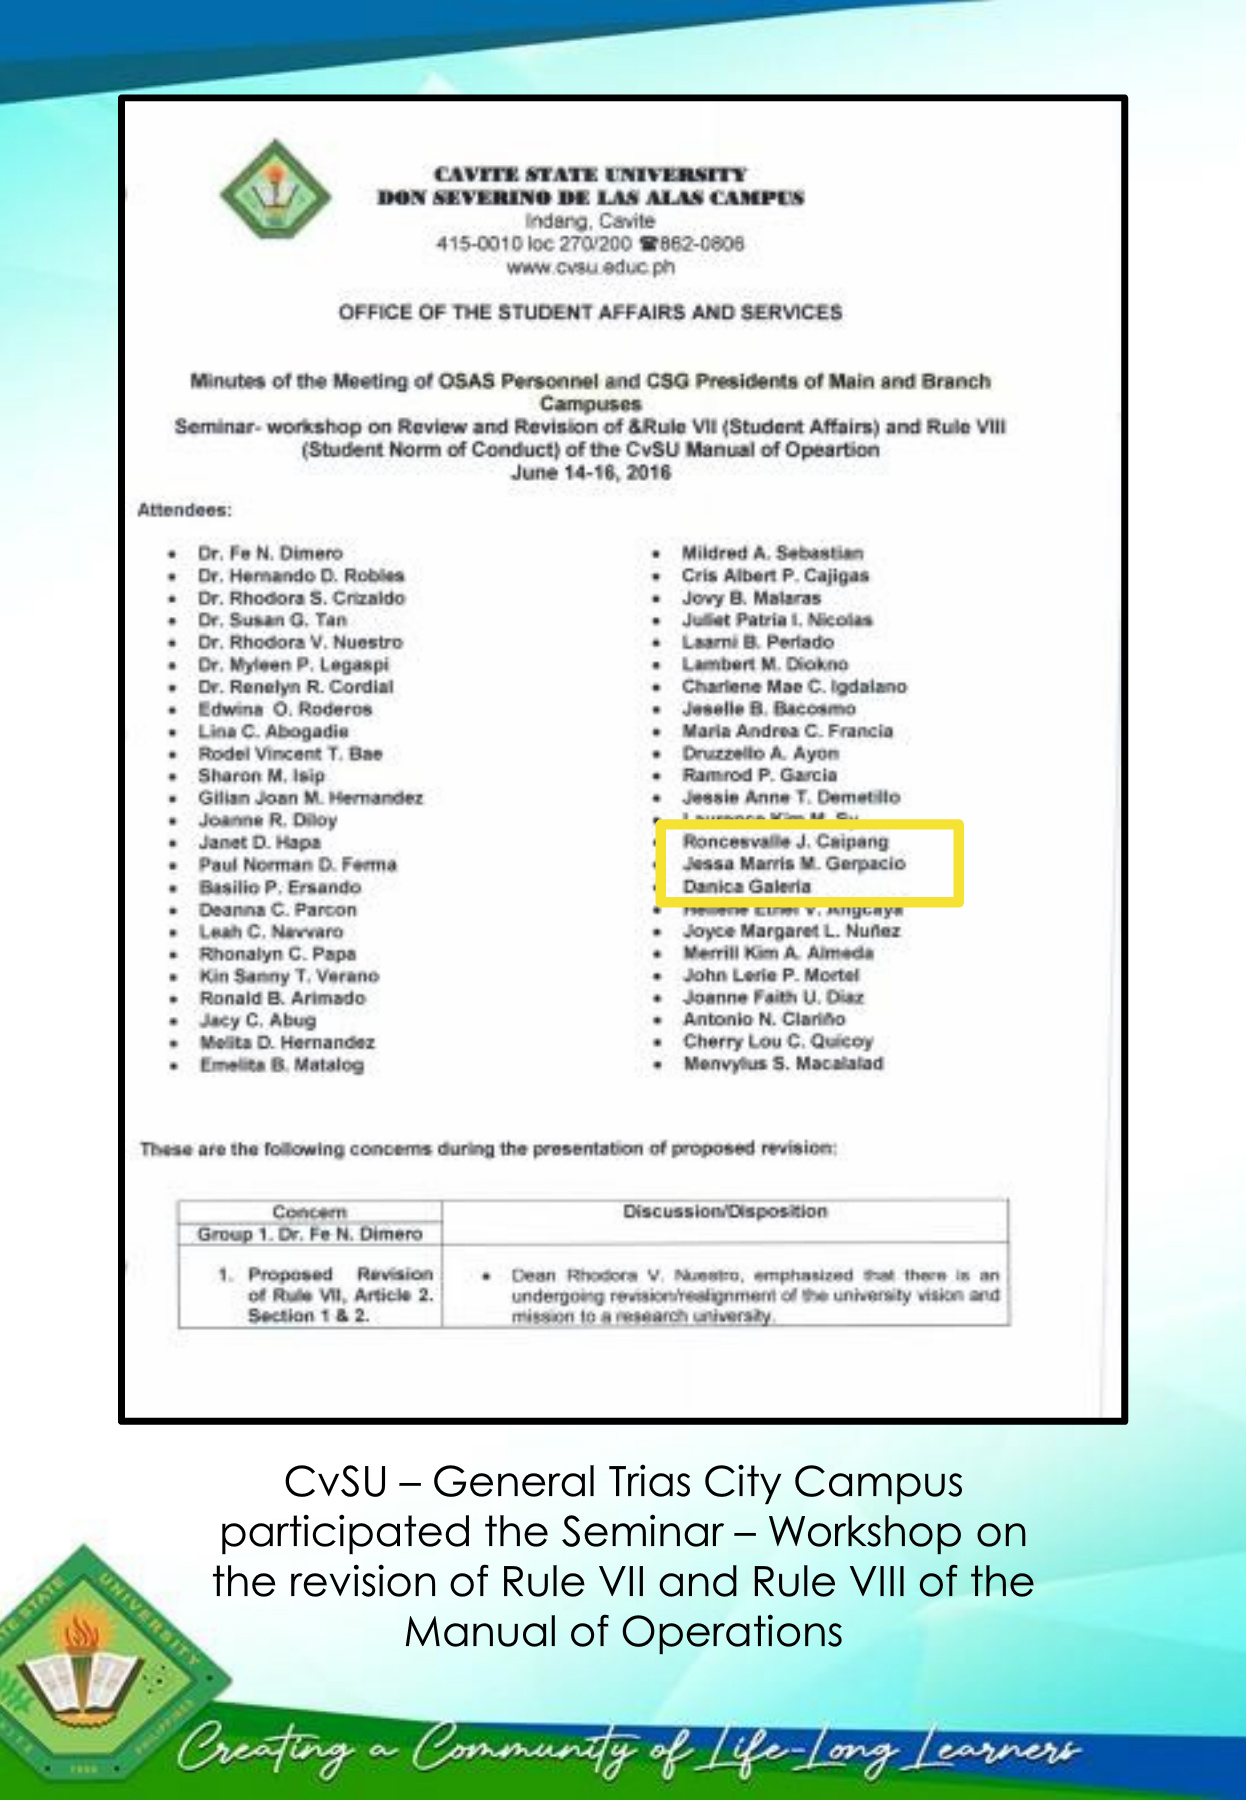 CAVITE STATE UNIVERSITY
DON SEVERINO DE LAS ALAS CAMPUS
Indang, Cavite
415-0010 loc 270/200 ☎862-0806
www.cvsu.educ.ph
OFFICE OF THE STUDENT AFFAIRS AND SERVICES
Minutes of the Meeting of OSAS Personnel and CSG Presidents of Main and Branch
Campuses
Seminar- workshop on Review and Revision of &Rule VII (Student Affairs) and Rule VIII
(Student Norm of Conduct) of the CvSU Manual of Opeartion
June 14-16, 2016
Attendees:
• Dr. Fe N. Dimero
• Dr. Hernando D. Robles
• Dr. Rhodora S. Crizaldo
• Dr. Susan G. Tan
• Dr. Rhodora V. Nuestro
• Dr. Myleen P. Legaspi
• Dr. Renelyn R. Cordial
• Edwina O. Roderos
• Lina C. Abogadie
• Rodel Vincent T. Bae
• Sharon M. Isip
• Gilian Joan M. Hernandez
• Joanne R. Diloy
• Janet D. Hapa
• Paul Norman D. Ferma
• Basilio P. Ersando
• Deanna C. Parcon
• Leah C. Navvaro
• Rhonalyn C. Papa
• Kin Sanny T. Verano
• Ronald B. Arimado
• Jacy C. Abug
• Melita D. Hernandez
• Emelita B. Matalog
• Mildred A. Sebastian
• Cris Albert P. Cajigas
• Jovy B. Malaras
• Juliet Patria I. Nicolas
• Laarni B. Perlado
• Lambert M. Diokno
• Charlene Mae C. Igdalano
• Jeselle B. Bacosmo
• Maria Andrea C. Francia
• Druzzello A. Ayon
• Ramrod P. Garcia
• Jessie Anne T. Demetillo
• Laurence Kim M. Sy
• Roncesvalle J. Caipang
• Jessa Marris M. Gerpacio
• Danica Galeria
• Hellene Ethel V. Angcaya
• Joyce Margaret L. Nuñez
• Merrill Kim A. Almeda
• John Lerie P. Mortel
• Joanne Faith U. Diaz
• Antonio N. Clariño
• Cherry Lou C. Quicoy
• Menvylus S. Macalalad
These are the following concerns during the presentation of proposed revision:
Concern
Discussion/Disposition
Group 1. Dr. Fe N. Dimero
1. Proposed Revision
of Rule VII, Article 2.
Section 1 & 2.
• Dean Rhodora V. Nuestro, emphasized that there is an
undergoing revision/realignment of the university vision and
mission to a research university.
CvSU – General Trias City Campus
participated the Seminar – Workshop on
the revision of Rule VII and Rule VIII of the
Manual of Operations
UNIVERSITY
Creating a Community of Life-Long Learners